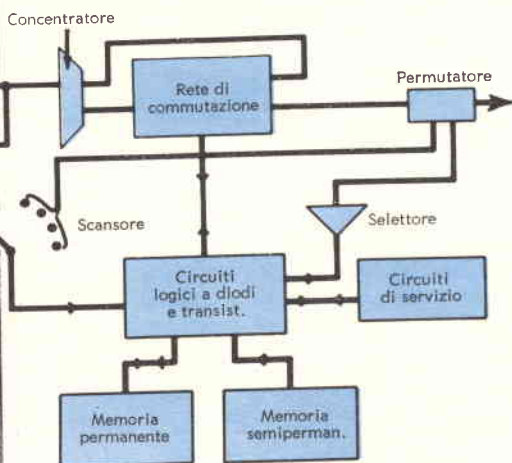 Concentratore
Rete di
commutazione
Permutatore
Scansore
Selettore
Circuiti
logici a diodi
e transist.
Circuiti
di servizio
Memoria
permanente
Memoria
semiperman.